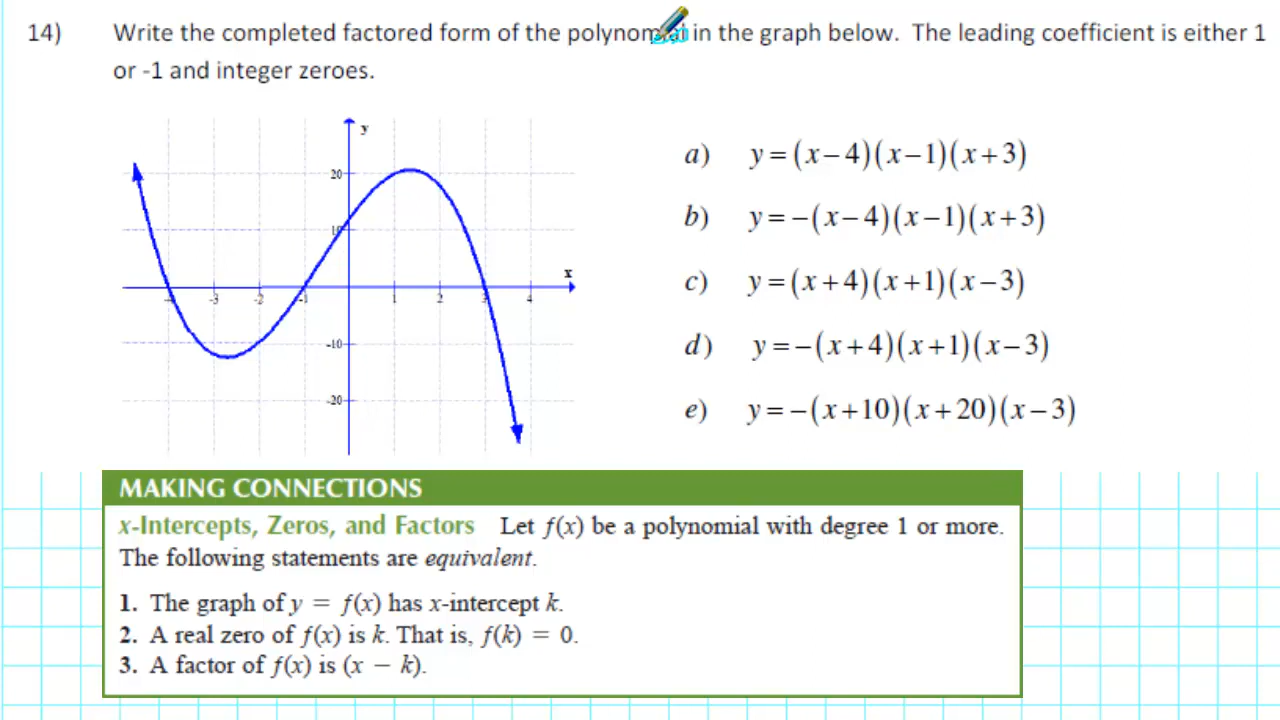 14) Write the completed factored form of the polynomial in the graph below. The leading coefficient is either 1
or -1 and integer zeroes.
y
20
10
x
-4 -3 -2 -1 1 2 3 4
-10
-20
a) y=(x−4)(x−1)(x+3)
b) y=−(x−4)(x−1)(x+3)
c) y=(x+4)(x+1)(x−3)
d) y=−(x+4)(x+1)(x−3)
e) y=−(x+10)(x+20)(x−3)
MAKING CONNECTIONS
x-Intercepts, Zeros, and Factors Let f(x) be a polynomial with degree 1 or more.
The following statements are equivalent.
1. The graph of y = f(x) has x-intercept k.
2. A real zero of f(x) is k. That is, f(k) = 0.
3. A factor of f(x) is (x − k).